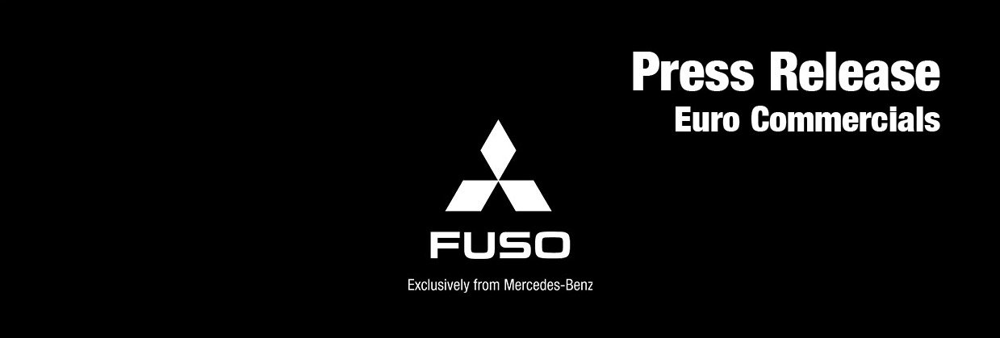 Press Release
Euro Commercials
FUSO
Exclusively from Mercedes-Benz